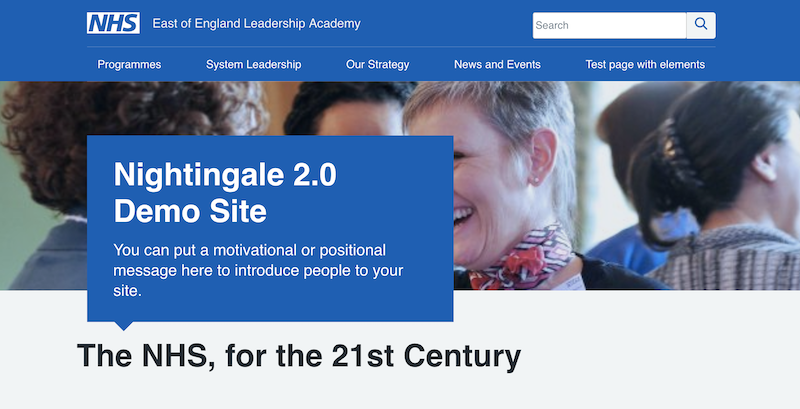 NHS East of England Leadership Academy
Search
Programmes System Leadership Our Strategy News and Events Test page with elements
Nightingale 2.0
Demo Site
You can put a motivational or positional
message here to introduce people to your
site.
The NHS, for the 21st Century